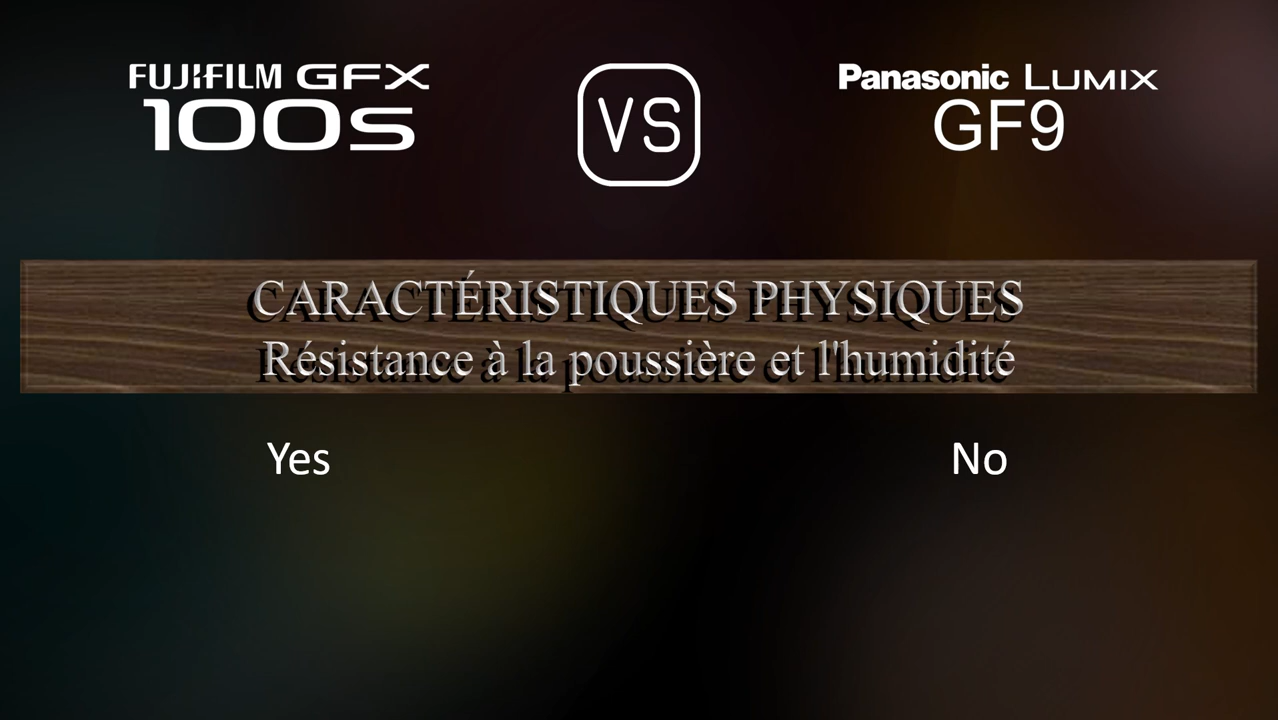 FUJIFILM GFX
100S
VS
Panasonic LUMIX
GF9
CARACTÉRISTIQUES PHYSIQUES
Résistance à la poussière et l'humidité
Yes
No